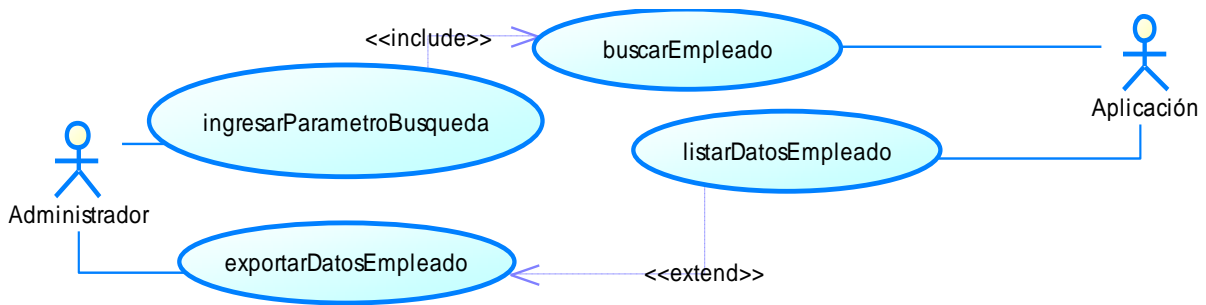 <<include>>
buscarEmpleado
Aplicación
ingresarParametroBusqueda
listarDatosEmpleado
Administrador
exportarDatosEmpleado
<<extend>>